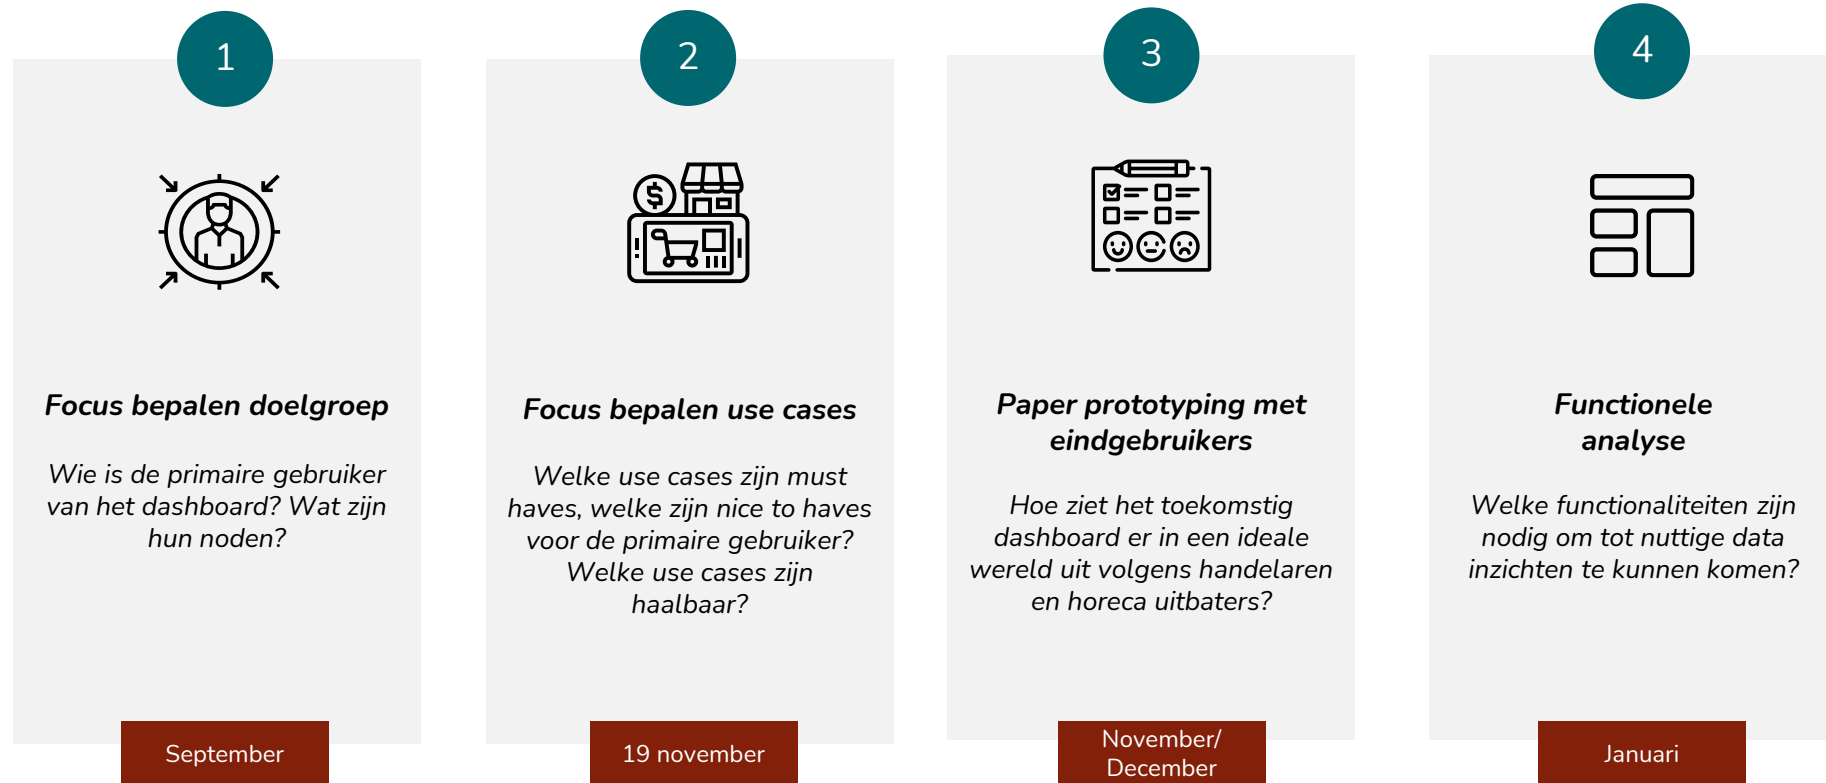 1
Focus bepalen doelgroep
Wie is de primaire gebruiker
van het dashboard? Wat zijn
hun noden?
September
2
$
Focus bepalen use cases
Welke use cases zijn must
haves, welke zijn nice to haves
voor de primaire gebruiker?
Welke use cases zijn
haalbaar?
19 november
3
Paper prototyping met
eindgebruikers
Hoe ziet het toekomstig
dashboard er in een ideale
wereld uit volgens handelaren
en horeca uitbaters?
November/
December
4
Functionele
analyse
Welke functionaliteiten zijn
nodig om tot nuttige data
inzichten te kunnen komen?
Januari